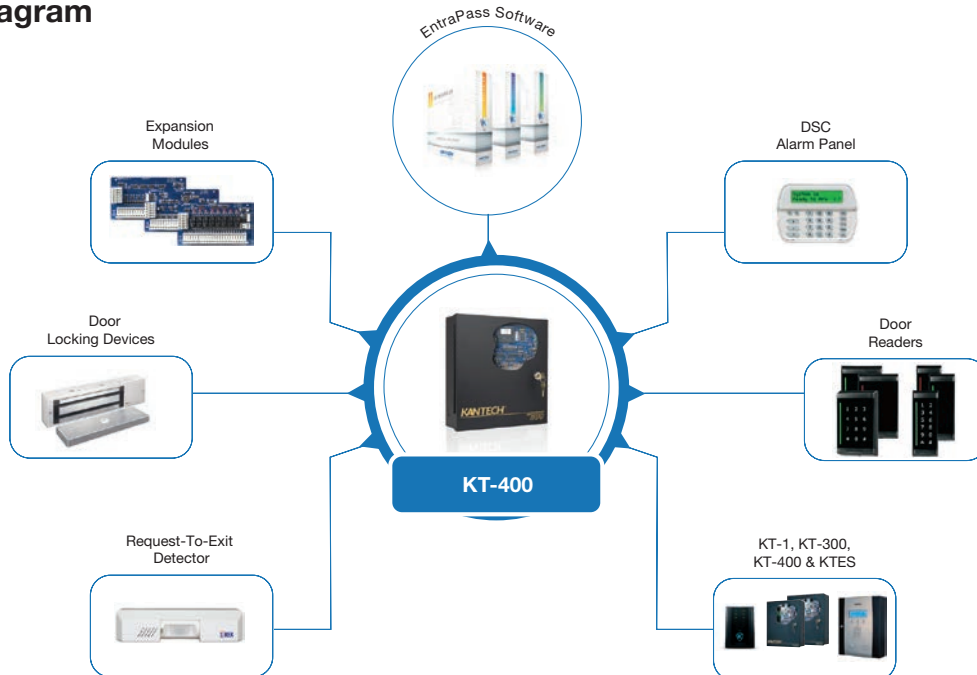 agram
EntraPass Software
Expansion
Modules
DSC
Alarm Panel
Door
Locking Devices
Door
Readers
KANTECH
KT-400
Request-To-Exit
Detector
KT-1, KT-300,
KT-400 & KTES